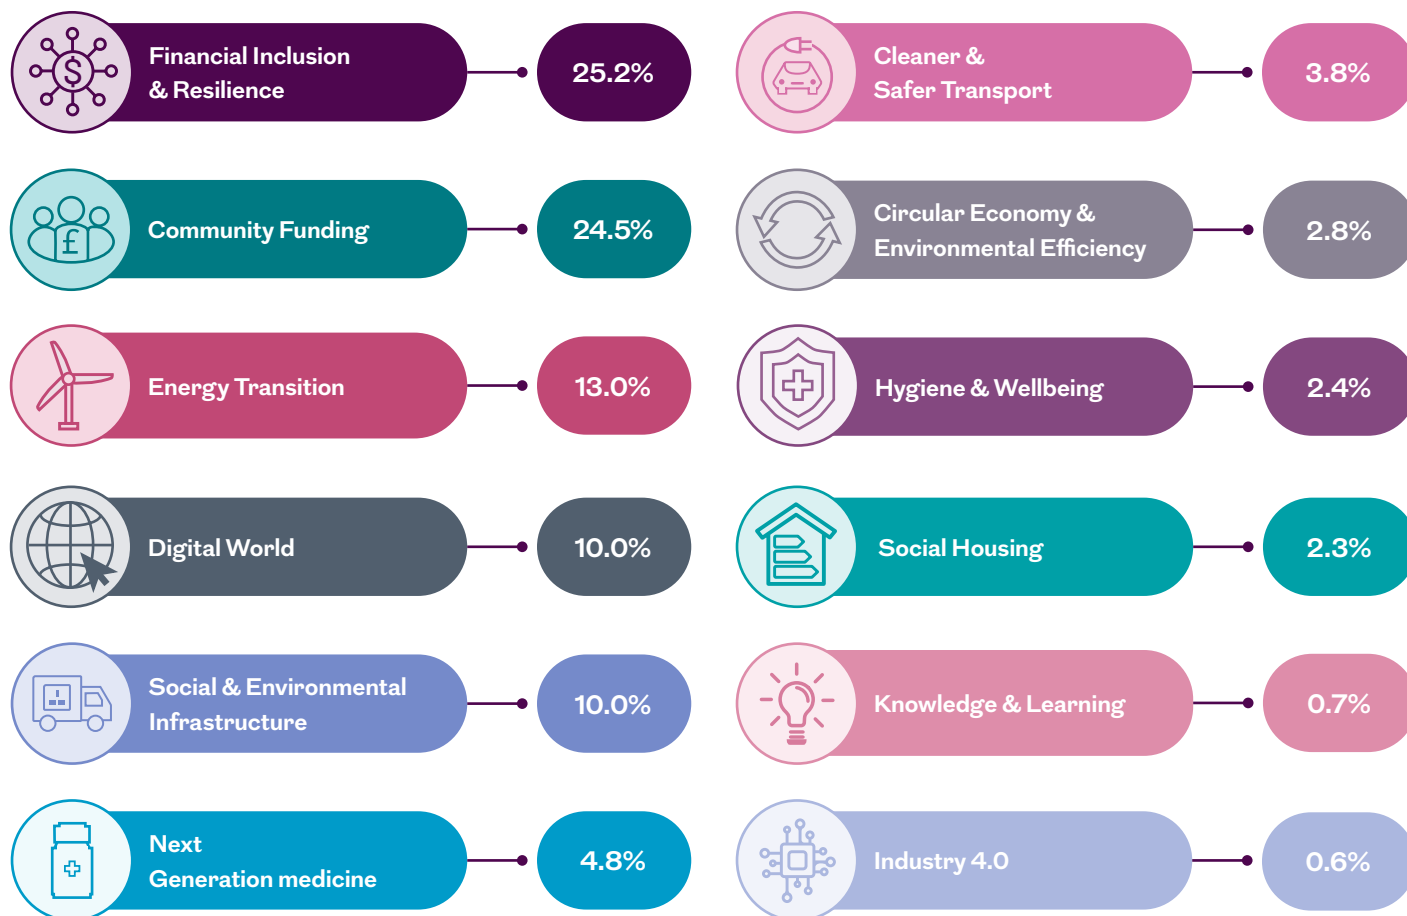 Financial Inclusion
& Resilience
25.2%
Community Funding
24.5%
Energy Transition
13.0%
Digital World
10.0%
Social & Environmental
Infrastructure
10.0%
Next
Generation medicine
4.8%
Cleaner &
Safer Transport
3.8%
Circular Economy &
Environmental Efficiency
2.8%
Hygiene & Wellbeing
2.4%
Social Housing
2.3%
Knowledge & Learning
0.7%
Industry 4.0
0.6%